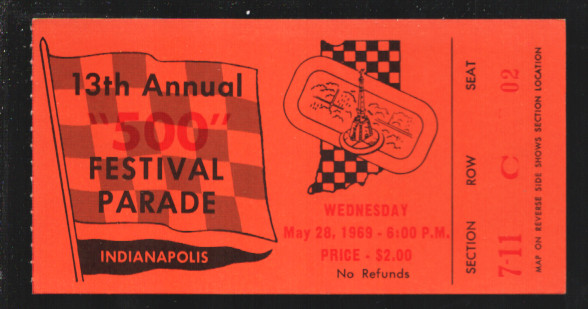 13th Annual
"500"
FESTIVAL
PARADE
INDIANAPOLIS
WEDNESDAY
May 28, 1969 - 6:00 P.M.
PRICE - $2.00
No Refunds
SECTION ROW SEAT
7-11 C 02
MAP ON REVERSE SIDE SHOWS SECTION LOCATION